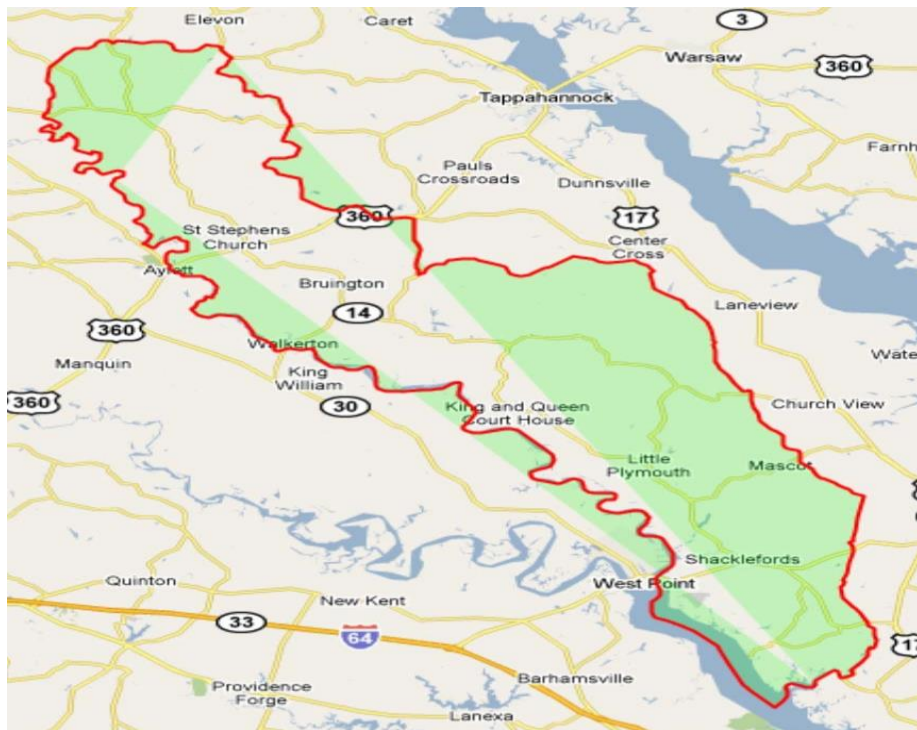 Elevon
Caret
3
Warsaw
360
Tappahannock
Farnh
Pauls
Crossroads
Dunnsville
360
17
St Stephens
Church
Center
Cross
Aylett
Bruington
Laneview
14
360
Walkerton
Wate
Manquin
King
William
360
30
Church View
King and Queen
Court House
Little
Plymouth
Mascot
Shacklefords
Quinton
West Point
New Kent
33
64
17
Barhamsville
Providence
Forge
Lanexa